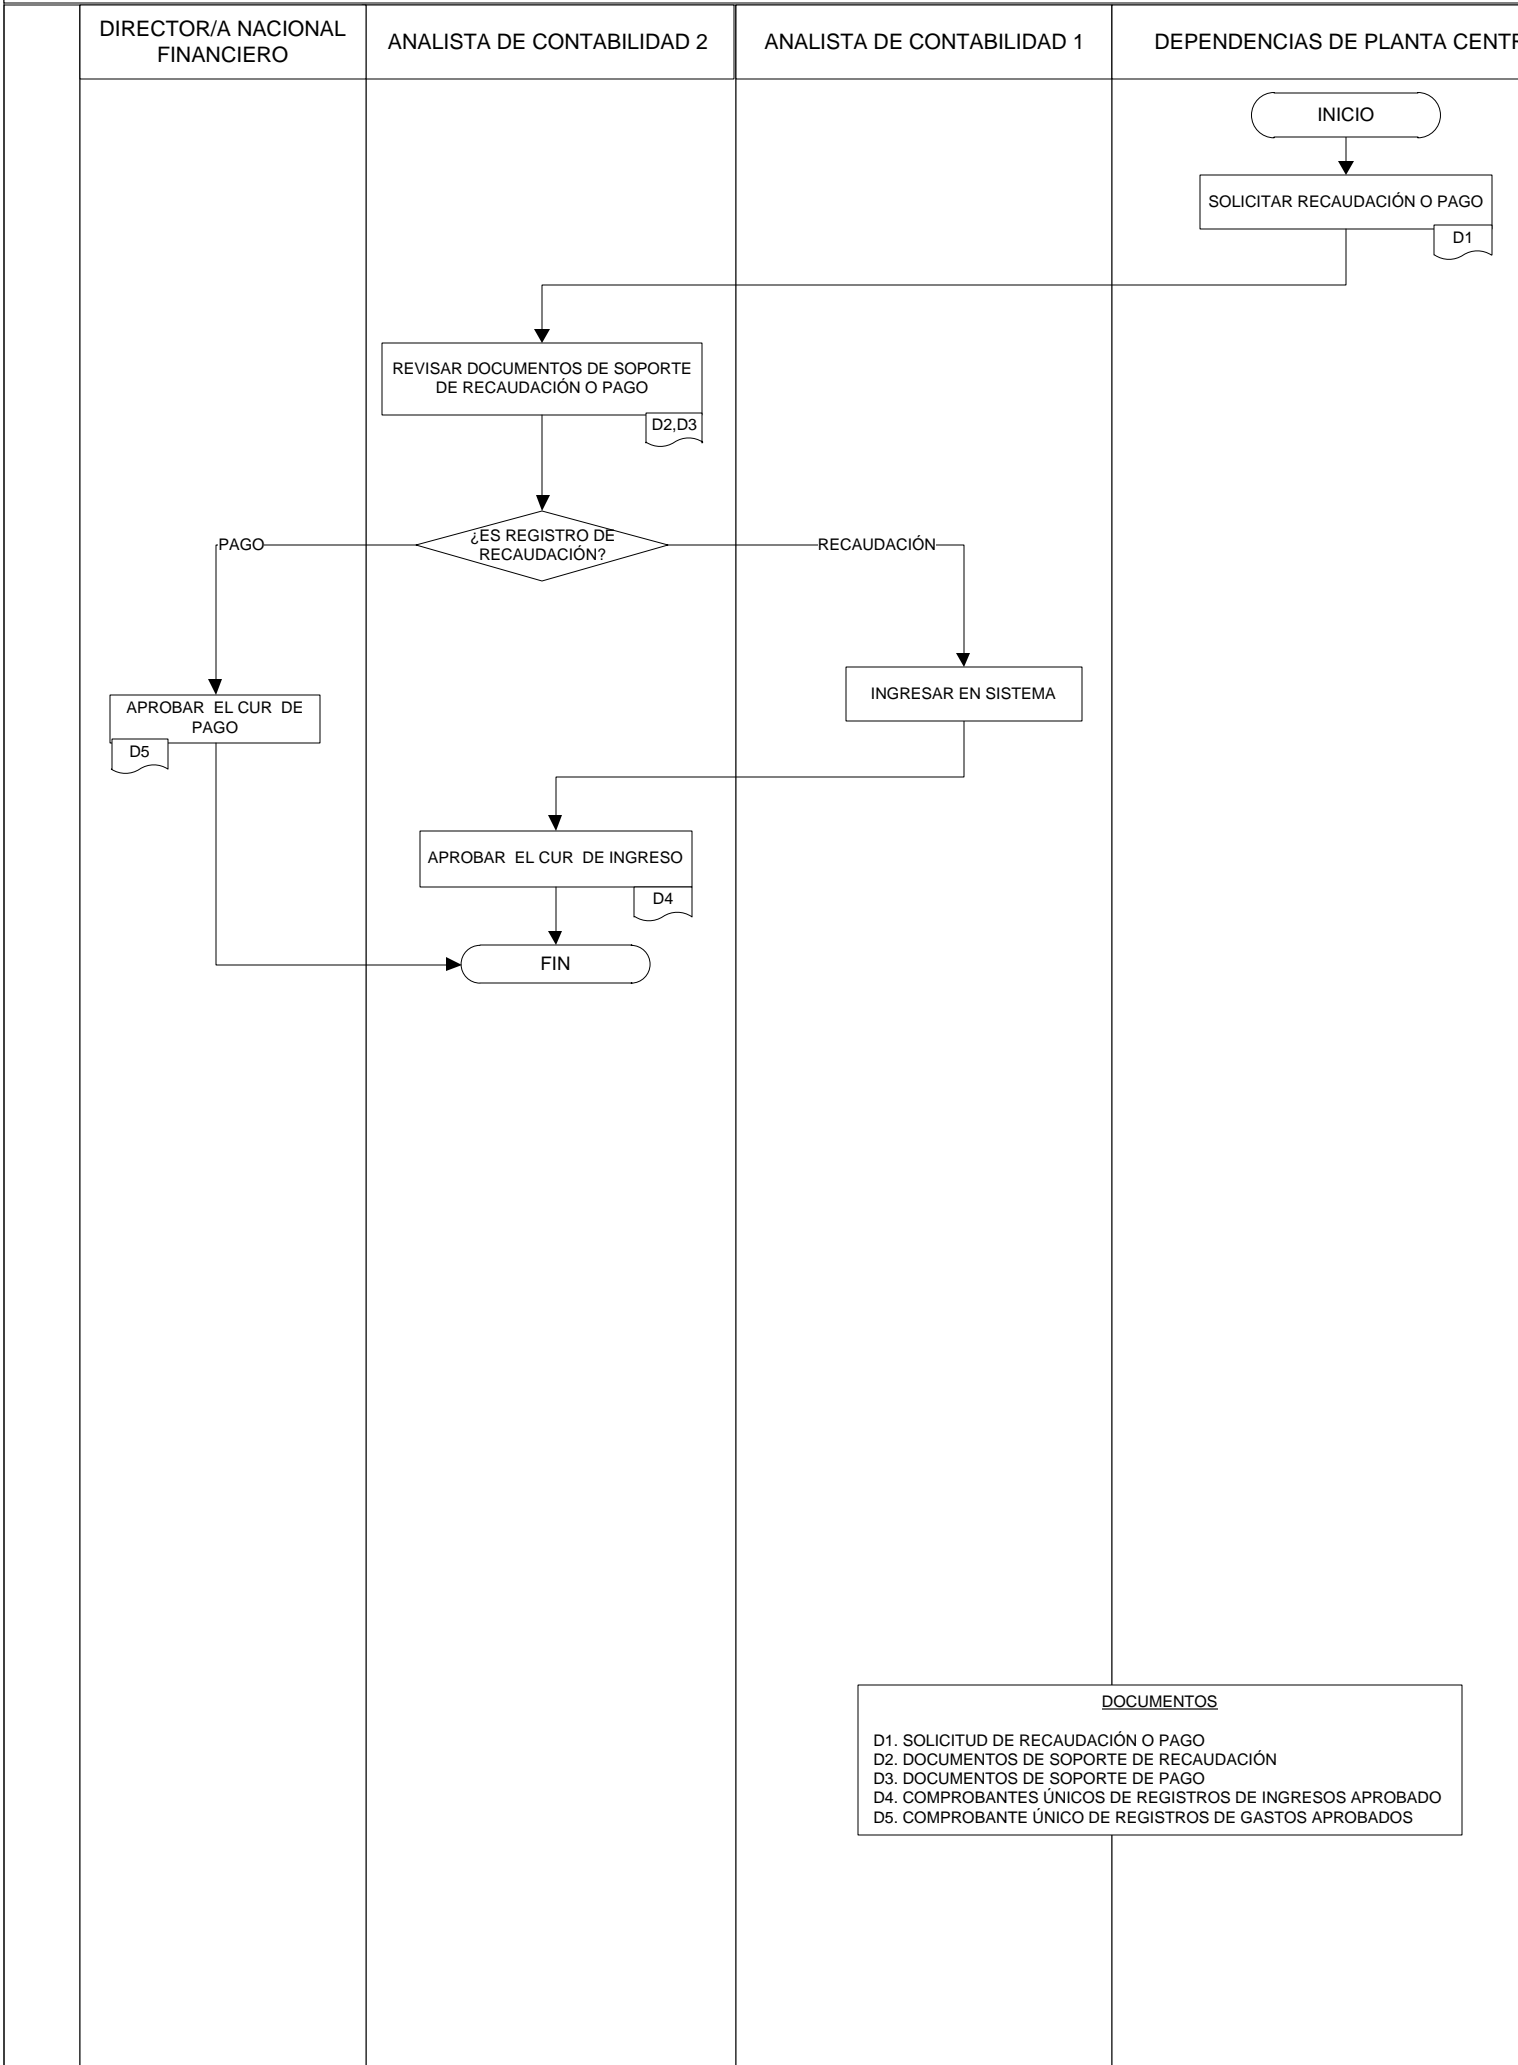 DIRECTOR/A NACIONAL
FINANCIERO
ANALISTA DE CONTABILIDAD 2
ANALISTA DE CONTABILIDAD 1
DEPENDENCIAS DE PLANTA CENTR
INICIO
SOLICITAR RECAUDACIÓN O PAGO
D1
REVISAR DOCUMENTOS DE SOPORTE
DE RECAUDACIÓN O PAGO
D2,D3
¿ES REGISTRO DE
RECAUDACIÓN?
PAGO
RECAUDACIÓN
INGRESAR EN SISTEMA
APROBAR EL CUR DE
PAGO
D5
APROBAR EL CUR DE INGRESO
D4
FIN
DOCUMENTOS
D1. SOLICITUD DE RECAUDACIÓN O PAGO
D2. DOCUMENTOS DE SOPORTE DE RECAUDACIÓN
D3. DOCUMENTOS DE SOPORTE DE PAGO
D4. COMPROBANTES ÚNICOS DE REGISTROS DE INGRESOS APROBADO
D5. COMPROBANTE ÚNICO DE REGISTROS DE GASTOS APROBADOS